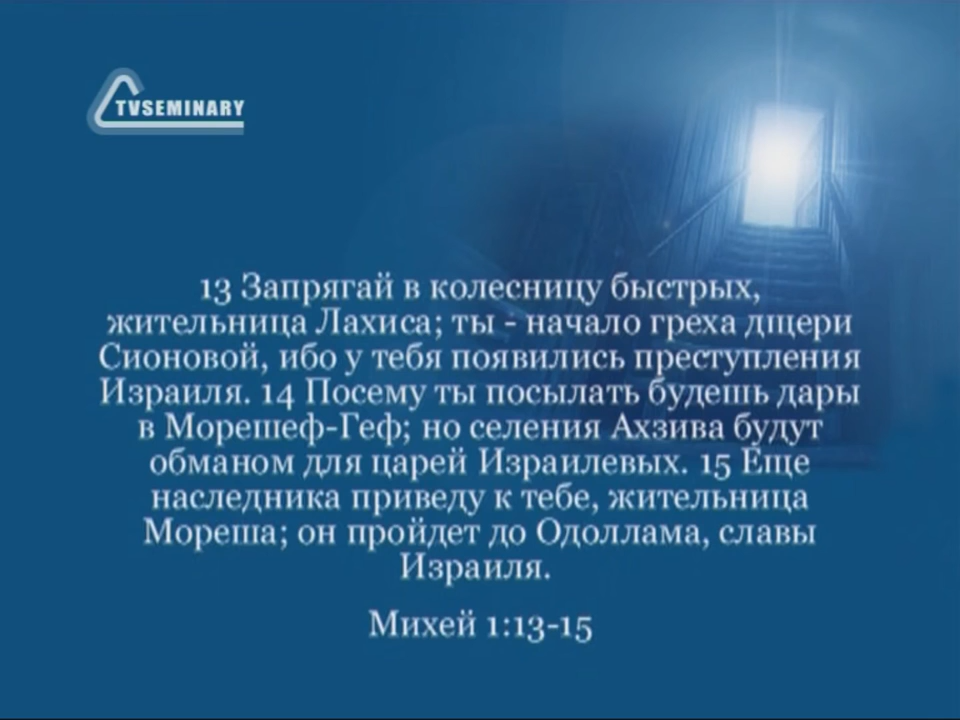 TVSEMINARY
13 Запрягай в колесницу быстрых,
жительница Лахиса; ты - начало греха дщери
Сионовой, ибо у тебя появились преступления
Израиля. 14 Посему ты посылать будешь дары
в Морешеф-Геф; но селения Ахзива будут
обманом для царей Израилевых. 15 Еще
наследника приведу к тебе, жительница
Мореша; он пройдет до Одоллама, славы
Израиля.
Михей 1:13-15